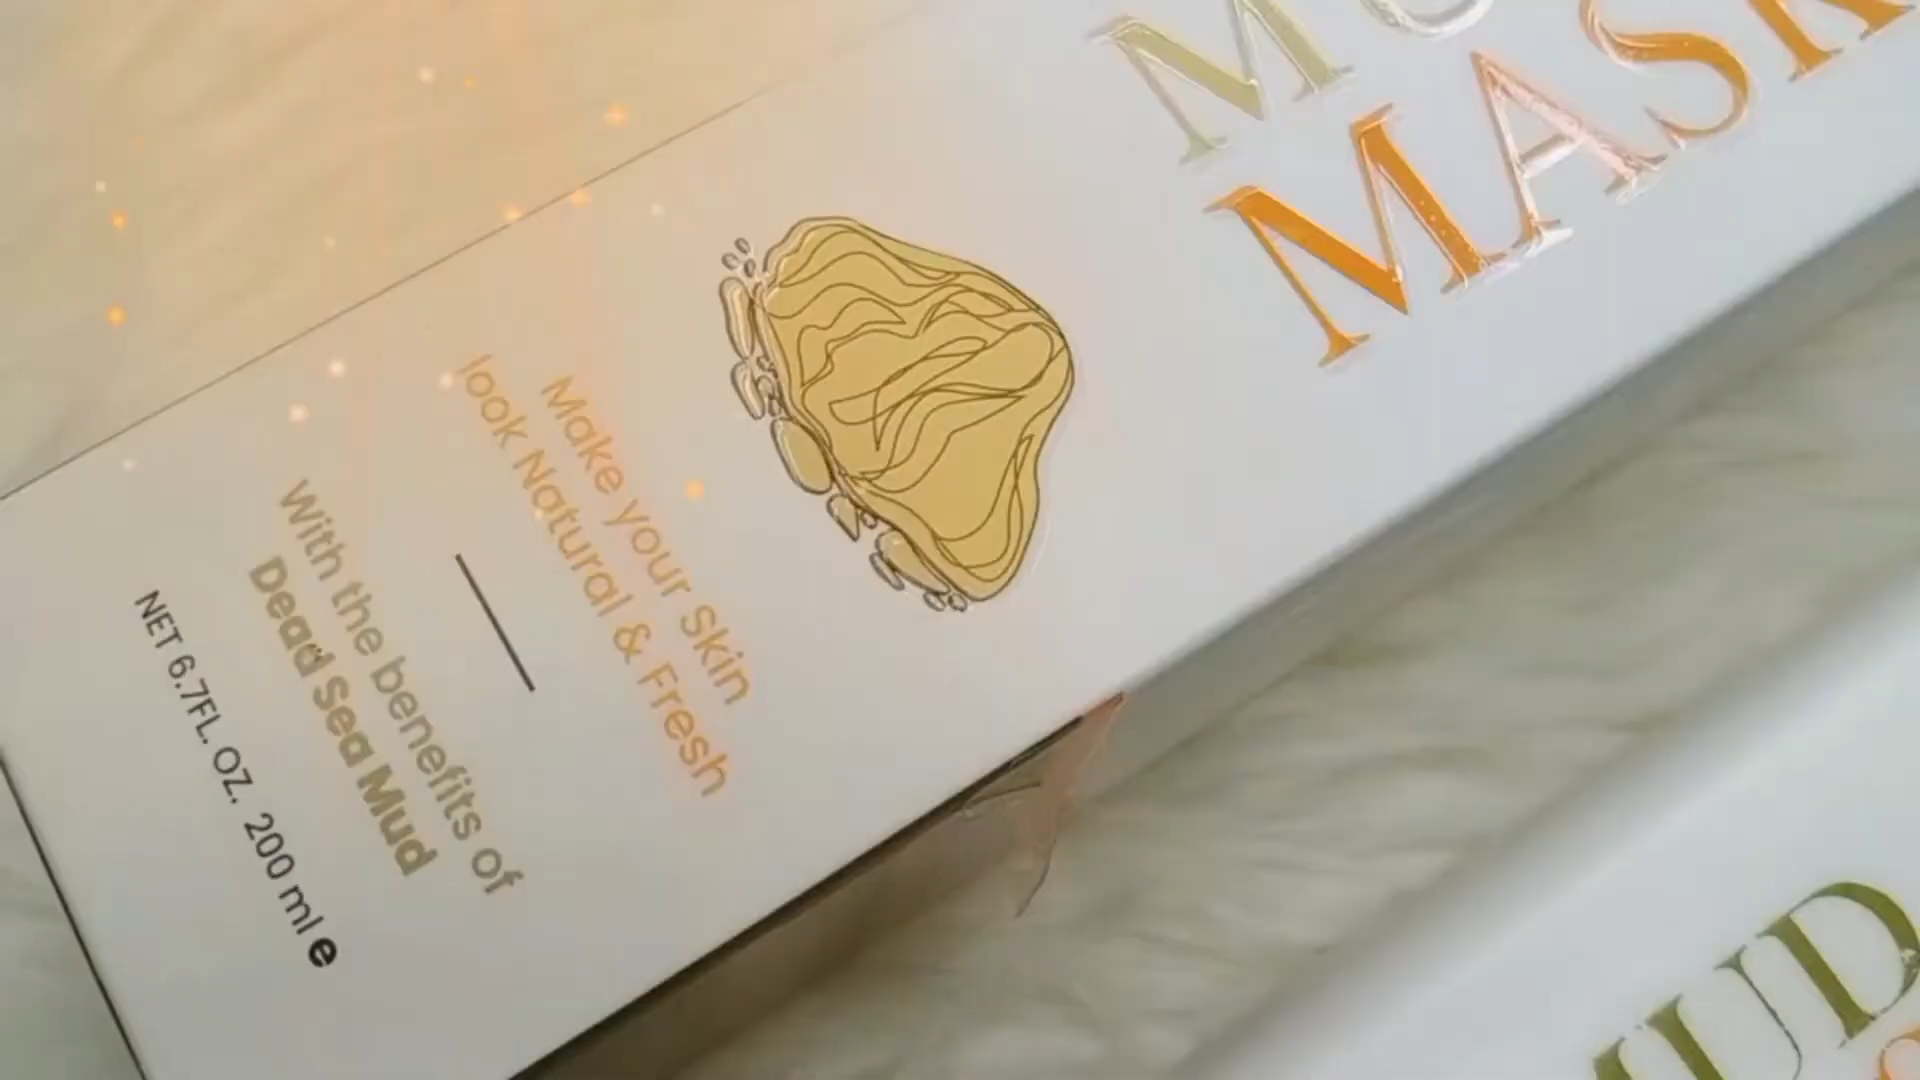 MASK
Make your Skin
look Natural & Fresh
With the benefits of
Dead Sea Mud
NET 6.7FL. OZ. 200 ml e
UD